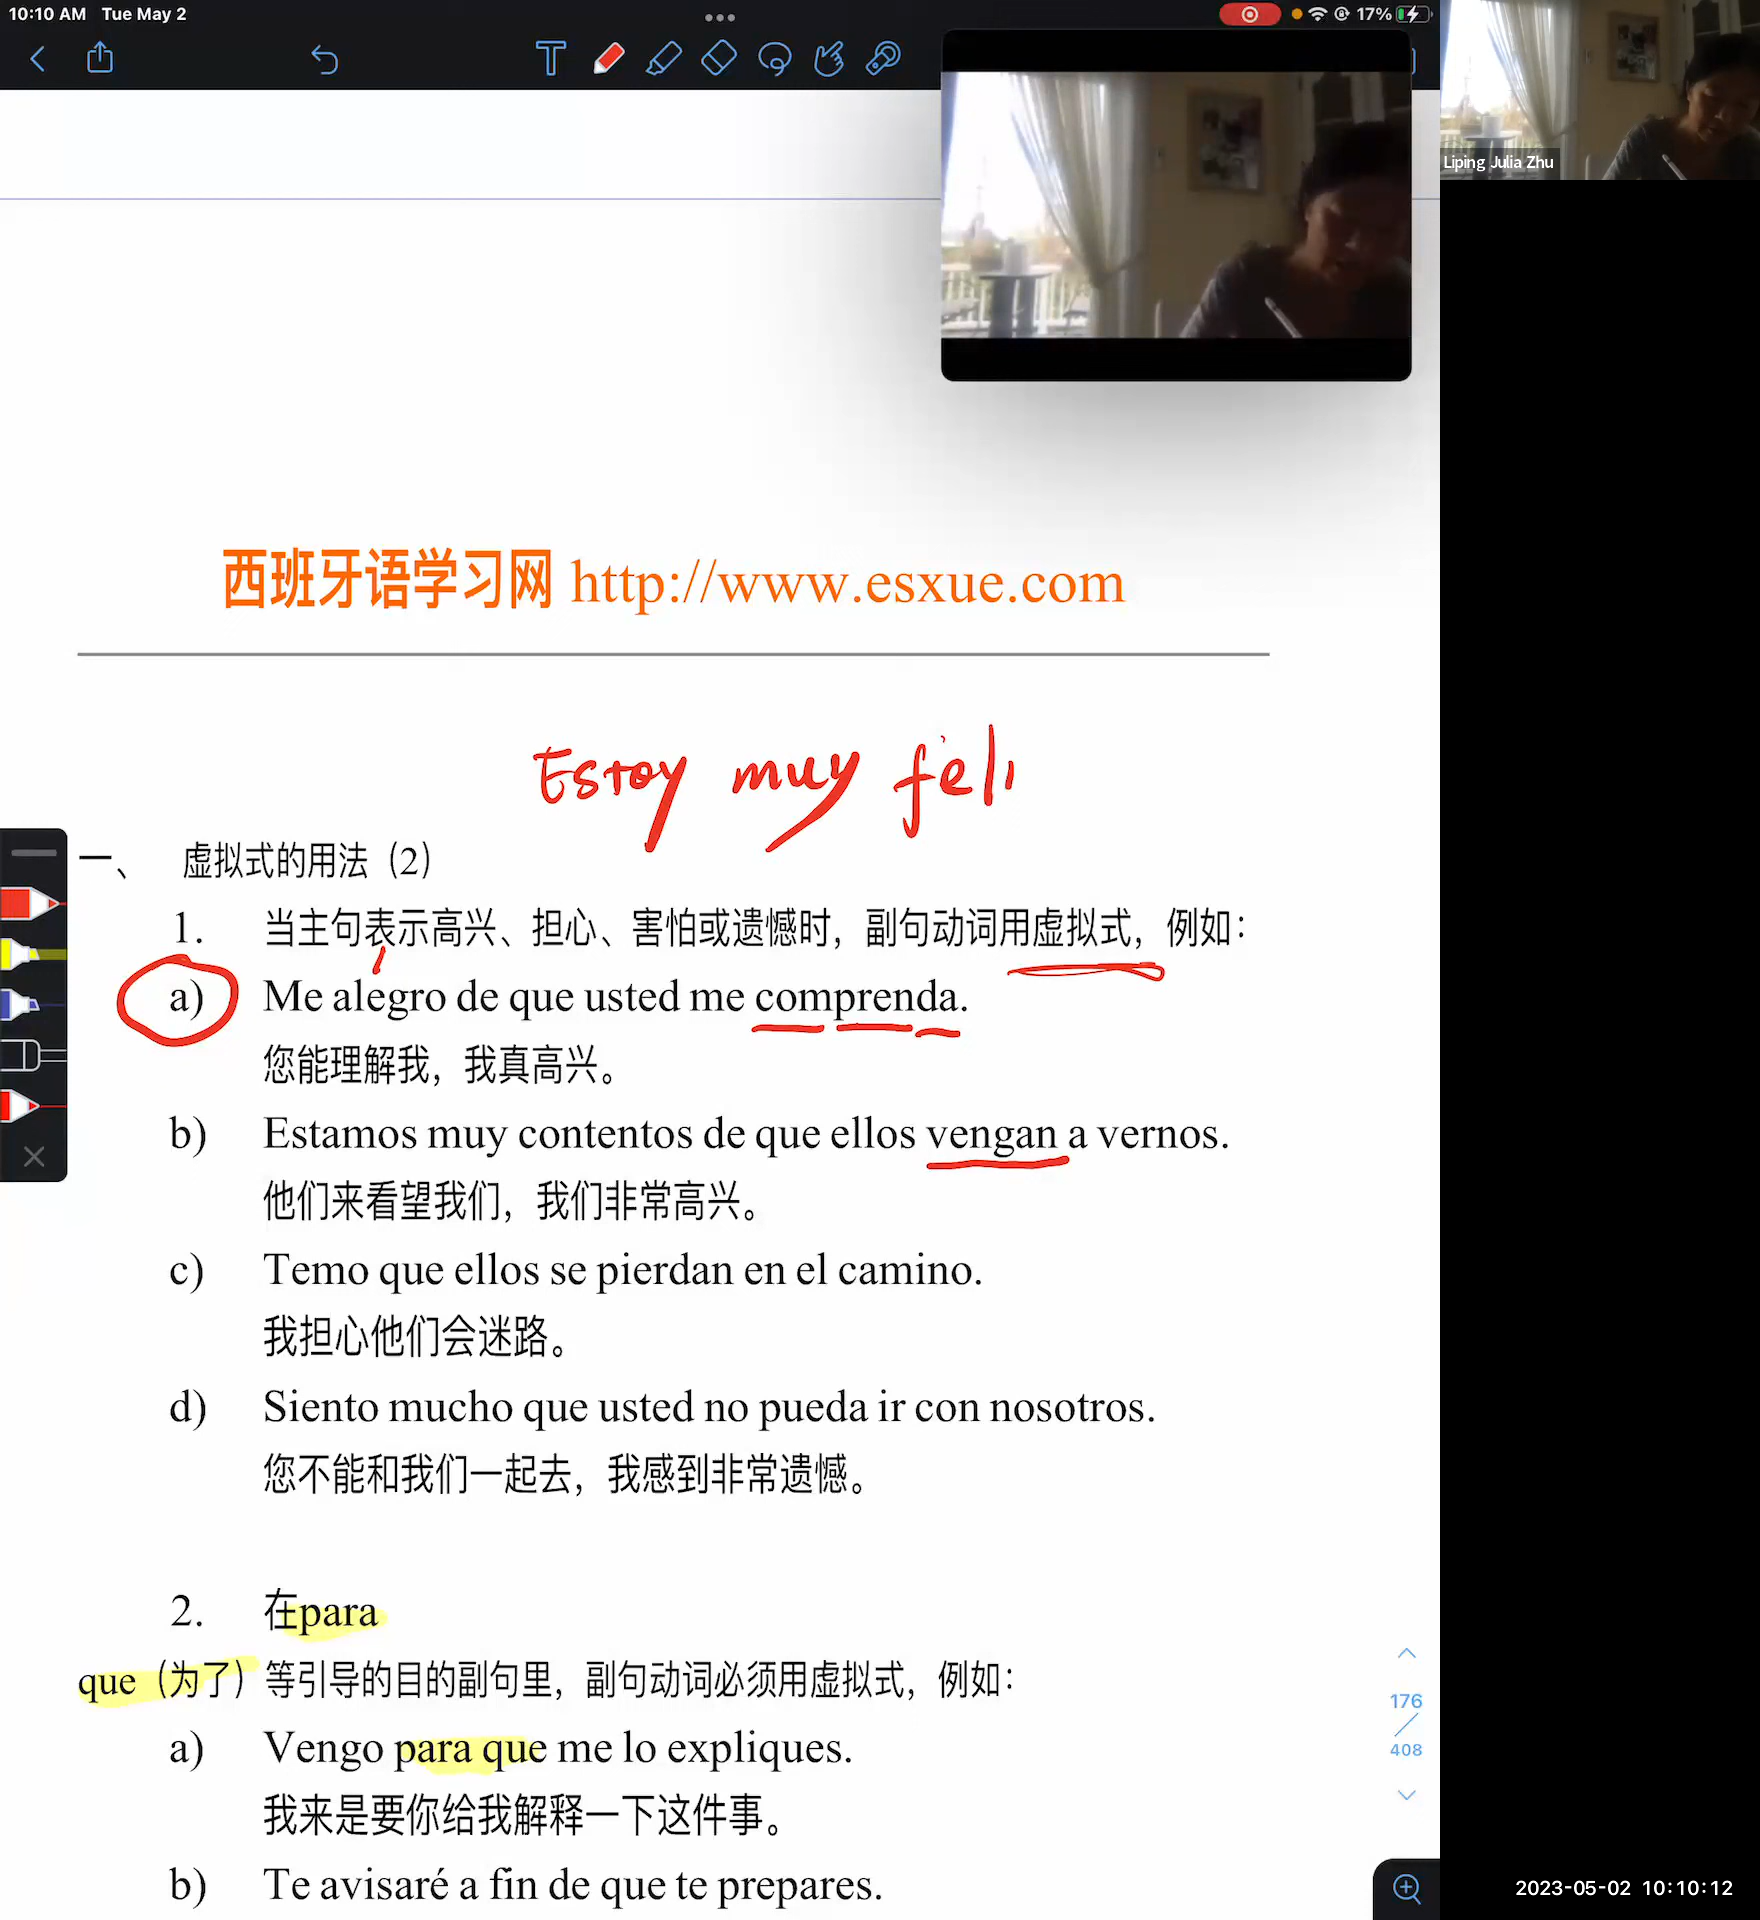 10:10 AM Tue May 2
17%
Liping Julia Zhu
西班牙语学习网 http://www.esxue.com
Estoy muy feli
一、 虚拟式的用法（2）
1. 当主句表示高兴、担心、害怕或遗憾时，副句动词用虚拟式，例如：
a) Me alegro de que usted me comprenda.
您能理解我，我真高兴。
b) Estamos muy contentos de que ellos vengan a vernos.
他们来看望我们，我们非常高兴。
c) Temo que ellos se pierdan en el camino.
我担心他们会迷路。
d) Siento mucho que usted no pueda ir con nosotros.
您不能和我们一起去，我感到非常遗憾。
2. 在para
que（为了）等引导的目的副句里，副句动词必须用虚拟式，例如：
a) Vengo para que me lo expliques.
我来是要你给我解释一下这件事。
b) Te avisaré a fin de que te prepares.
176
408
2023-05-02 10:10:12